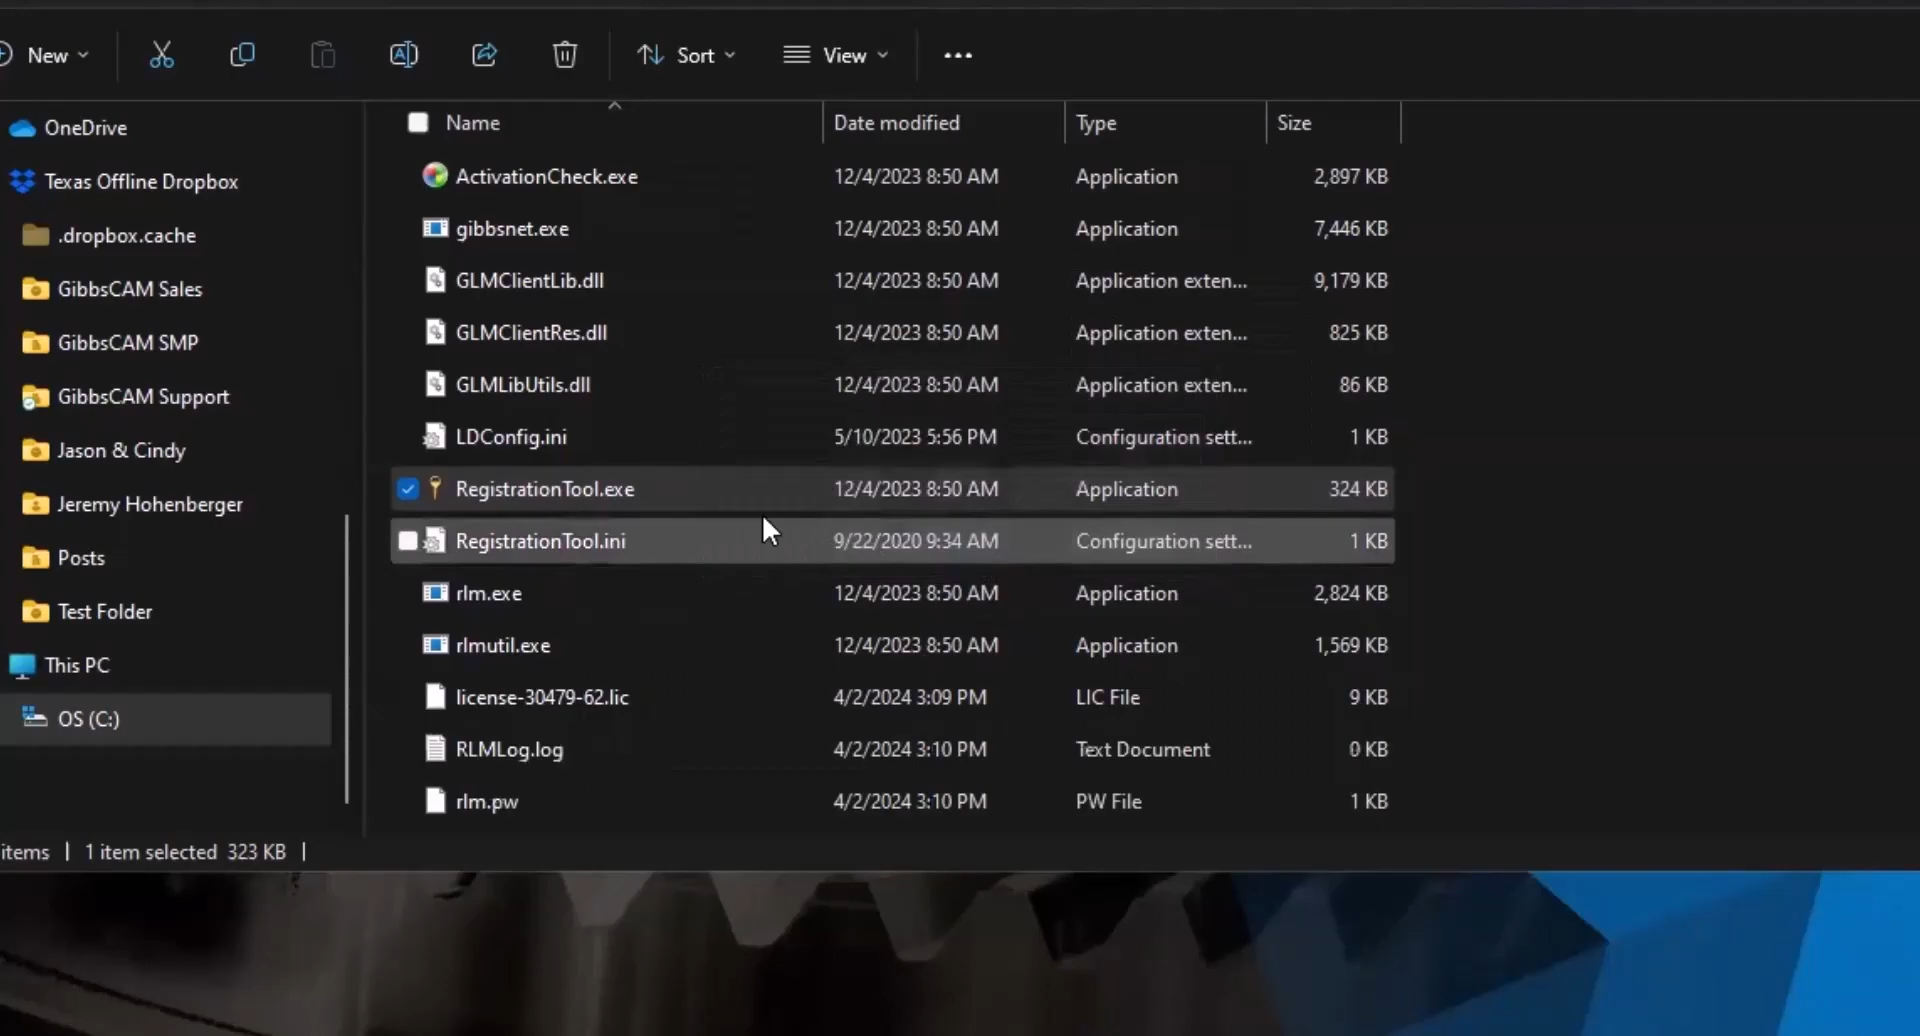 New
Sort
View
Name
Date modified
Type
Size
OneDrive
Texas Offline Dropbox
.dropbox.cache
GibbsCAM Sales
GibbsCAM SMP
GibbsCAM Support
Jason & Cindy
Jeremy Hohenberger
Posts
Test Folder
This PC
OS (C:)
ActivationCheck.exe 12/4/2023 8:50 AM Application 2,897 KB
gibbsnet.exe 12/4/2023 8:50 AM Application 7,446 KB
GLMClientLib.dll 12/4/2023 8:50 AM Application exten... 9,179 KB
GLMClientRes.dll 12/4/2023 8:50 AM Application exten... 825 KB
GLMLibUtils.dll 12/4/2023 8:50 AM Application exten... 86 KB
LDConfig.ini 5/10/2023 5:56 PM Configuration sett... 1 KB
RegistrationTool.exe 12/4/2023 8:50 AM Application 324 KB
RegistrationTool.ini 9/22/2020 9:34 AM Configuration sett... 1 KB
rlm.exe 12/4/2023 8:50 AM Application 2,824 KB
rlmutil.exe 12/4/2023 8:50 AM Application 1,569 KB
license-30479-62.lic 4/2/2024 3:09 PM LIC File 9 KB
RLMLog.log 4/2/2024 3:10 PM Text Document 0 KB
rlm.pw 4/2/2024 3:10 PM PW File 1 KB
items | 1 item selected 323 KB |